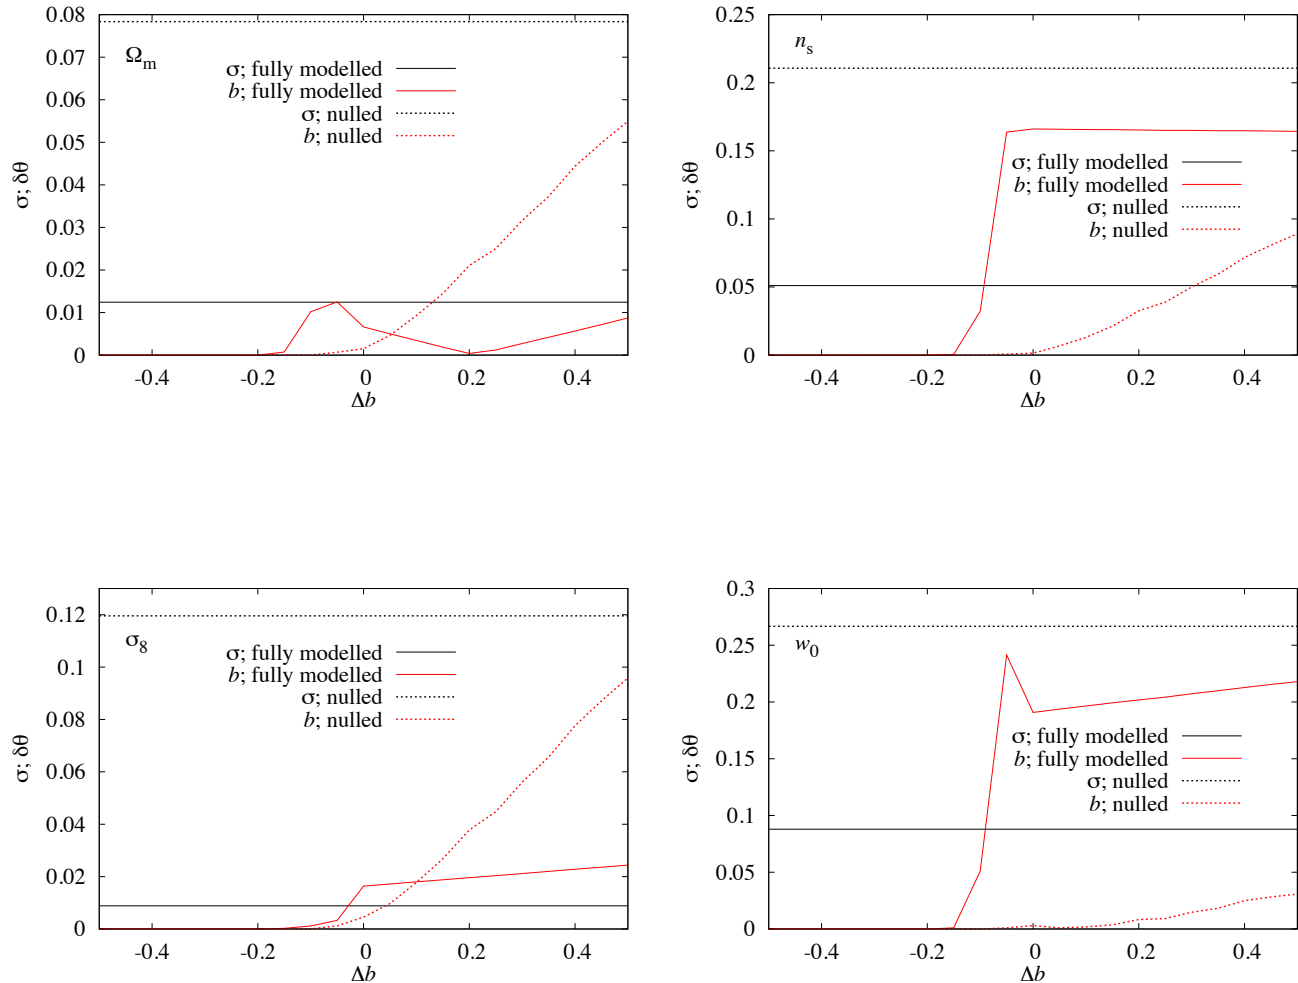 0.08
0.07
0.06
0.05
0.04
0.03
0.02
0.01
0
σ; δθ
Ωm
σ; fully modelled
b; fully modelled
σ; nulled
b; nulled
-0.4 -0.2 0 0.2 0.4
Δb
0.25
0.2
0.15
0.1
0.05
0
σ; δθ
ns
σ; fully modelled
b; fully modelled
σ; nulled
b; nulled
-0.4 -0.2 0 0.2 0.4
Δb
0.12
0.1
0.08
0.06
0.04
0.02
0
σ; δθ
σ8
σ; fully modelled
b; fully modelled
σ; nulled
b; nulled
-0.4 -0.2 0 0.2 0.4
Δb
0.3
0.25
0.2
0.15
0.1
0.05
0
σ; δθ
w0
σ; fully modelled
b; fully modelled
σ; nulled
b; nulled
-0.4 -0.2 0 0.2 0.4
Δb